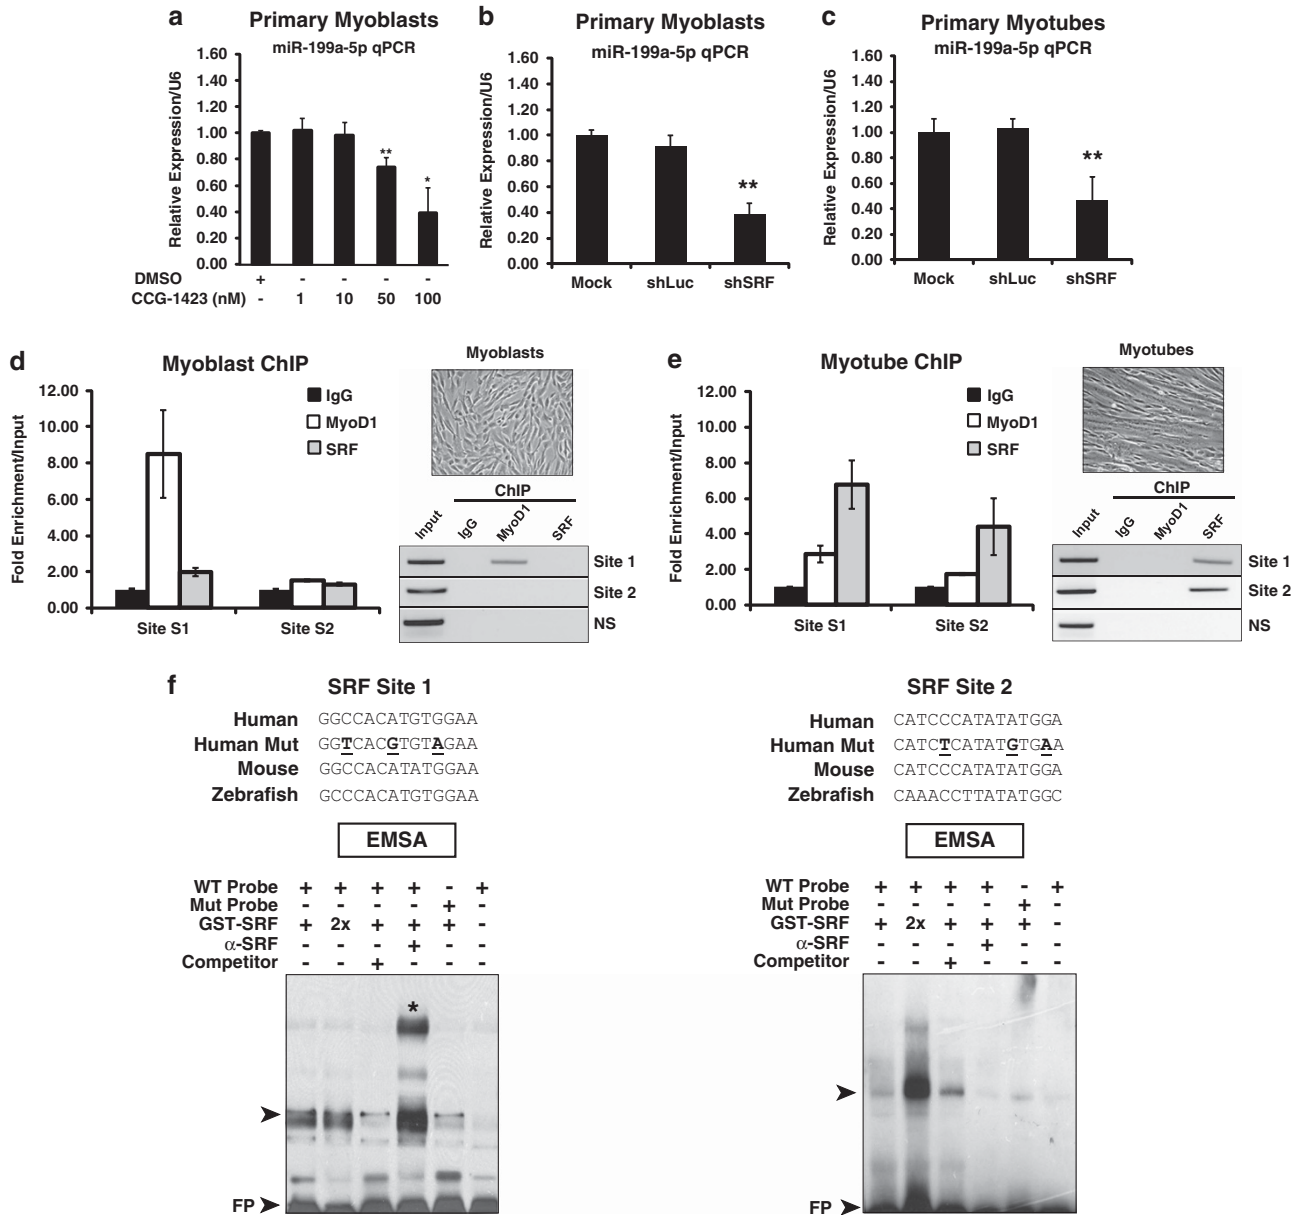 a
Primary Myoblasts
miR-199a-5p qPCR
Relative Expression/U6
1.60
1.40
1.20
1.00
0.80
0.60
0.40
0.20
0.00
**
*
DMSO + - - - -
CCG-1423 (nM) - 1 10 50 100
b
Primary Myoblasts
miR-199a-5p qPCR
Relative Expression/U6
1.60
1.40
1.20
1.00
0.80
0.60
0.40
0.20
0.00
**
Mock shLuc shSRF
c
Primary Myotubes
miR-199a-5p qPCR
Relative Expression/U6
1.60
1.40
1.20
1.00
0.80
0.60
0.40
0.20
0.00
**
Mock shLuc shSRF
d
Myoblast ChIP
Fold Enrichment/Input
12.00
10.00
8.00
6.00
4.00
2.00
0.00
IgG
MyoD1
SRF
Site S1 Site S2
Myoblasts
ChIP
Input IgG MyoD1 SRF
Site 1
Site 2
NS
e
Myotube ChIP
Fold Enrichment/Input
12.00
10.00
8.00
6.00
4.00
2.00
0.00
IgG
MyoD1
SRF
Site S1 Site S2
Myotubes
ChIP
Input IgG MyoD1 SRF
Site 1
Site 2
NS
f
SRF Site 1
Human GGCCACATGTGGAA
Human Mut GGTCACGTGTAGAA
Mouse GGCCACATATGGAA
Zebrafish GCCCACATGTGGAA
EMSA
WT Probe + + + + - +
Mut Probe - - - - + -
GST-SRF + 2x + + + -
α-SRF - - - + - -
Competitor - - + - - -
*
FP
SRF Site 2
Human CATCCCATATATGGA
Human Mut CATCTCATATGTGAA
Mouse CATCCCATATATGGA
Zebrafish CAAACCTTATATGGC
EMSA
WT Probe + + + + - +
Mut Probe - - - - + -
GST-SRF + 2x + + + -
α-SRF - - - + - -
Competitor - - + - - -
FP